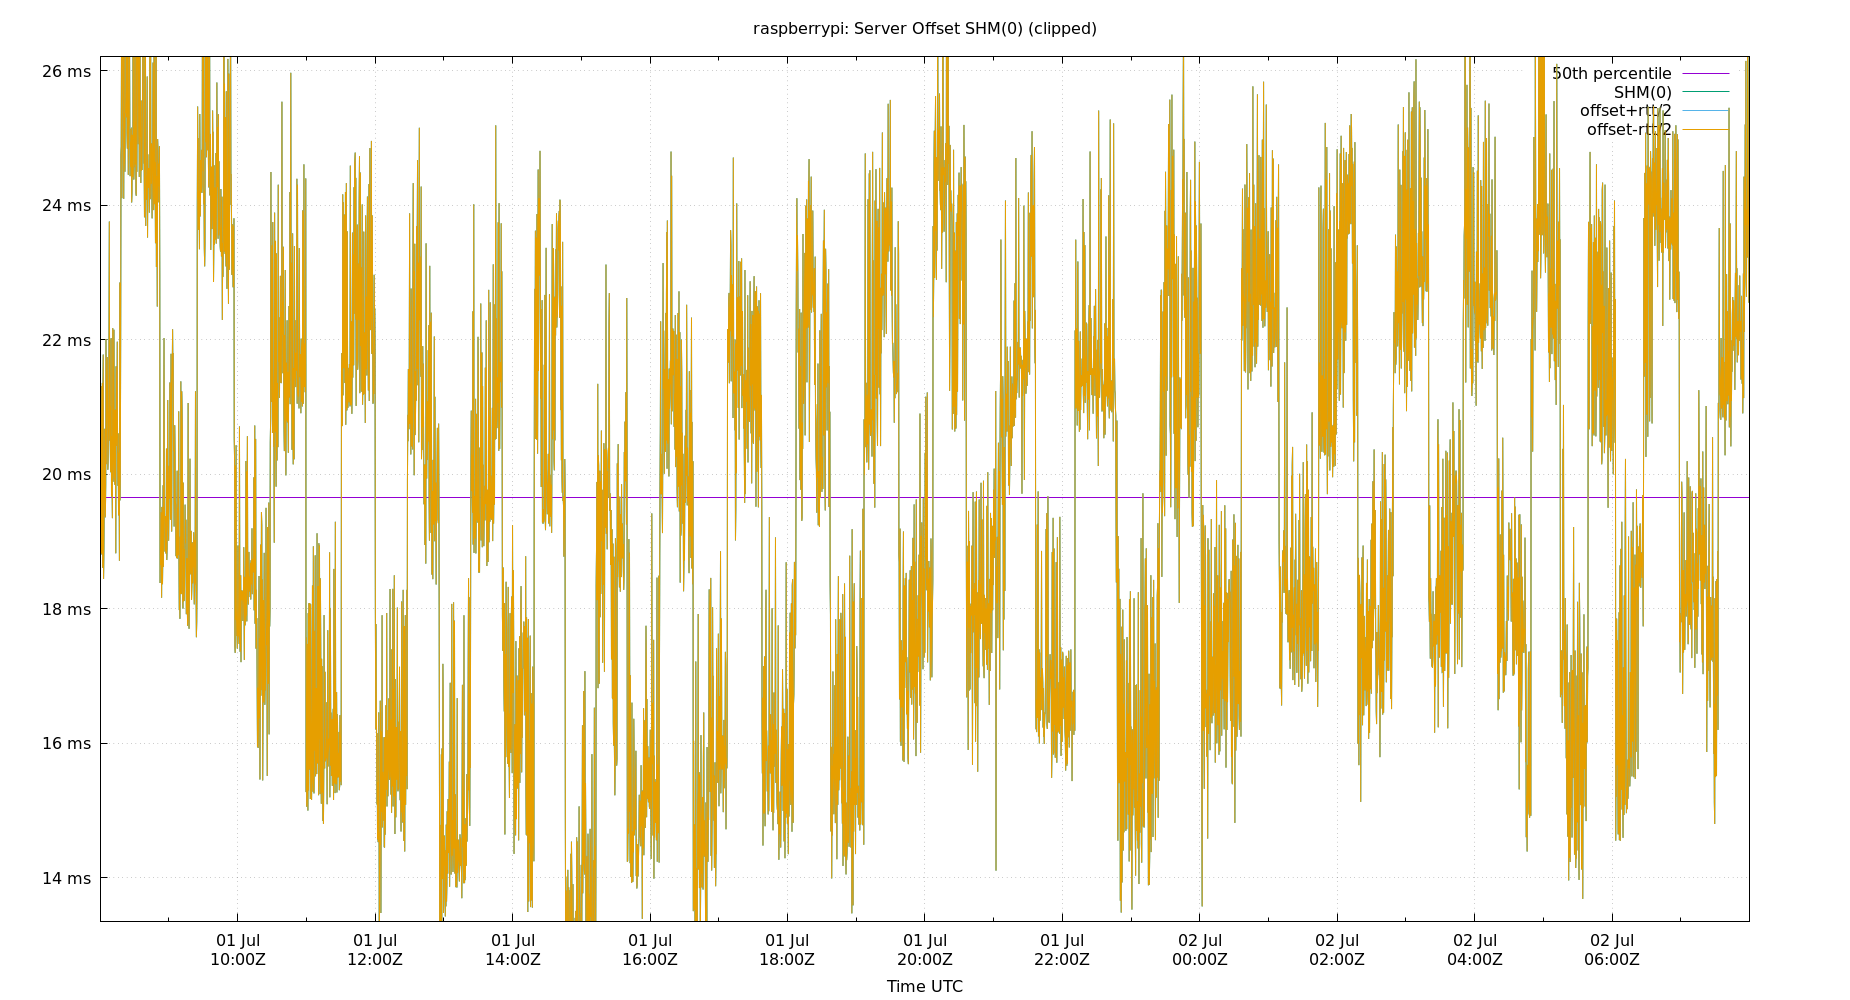 raspberrypi: Server Offset SHM(0) (clipped)
26 ms
24 ms
22 ms
20 ms
18 ms
16 ms
14 ms
50th percentile
SHM(0)
offset+rtt/2
offset-rtt/2
01 Jul 10:00Z
01 Jul 12:00Z
01 Jul 14:00Z
01 Jul 16:00Z
01 Jul 18:00Z
01 Jul 20:00Z
01 Jul 22:00Z
02 Jul 00:00Z
02 Jul 02:00Z
02 Jul 04:00Z
02 Jul 06:00Z
Time UTC